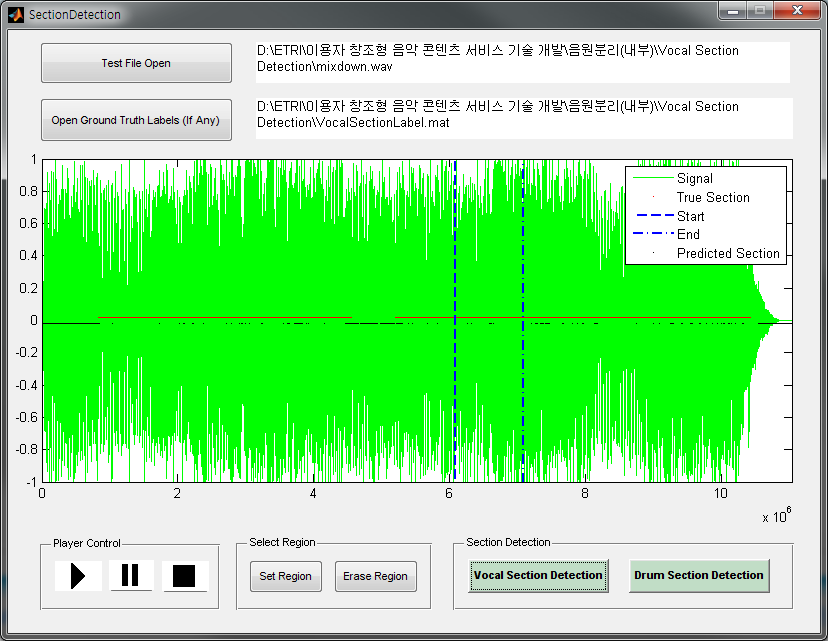 SectionDetection
Test File Open
D:\ETRI\이용자 창조형 음악 콘텐츠 서비스 기술 개발\음원분리(내부)\Vocal Section
Detection\mixdown.wav
Open Ground Truth Labels (If Any)
D:\ETRI\이용자 창조형 음악 콘텐츠 서비스 기술 개발\음원분리(내부)\Vocal Section
Detection\VocalSectionLabel.mat
1
0.8
0.6
0.4
0.2
0
-0.2
-0.4
-0.6
-0.8
-1
Signal
True Section
Start
End
Predicted Section
0 2 4 6 8 10
x 10^6
Player Control
Select Region
Set Region
Erase Region
Section Detection
Vocal Section Detection
Drum Section Detection